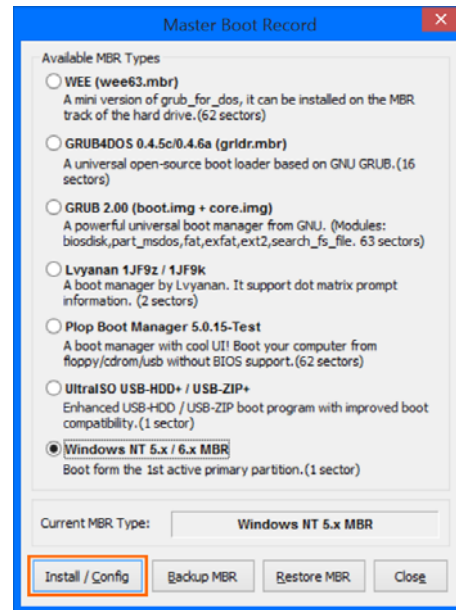 Master Boot Record
Available MBR Types
WEE (wee63.mbr)
A mini version of grub_for_dos, it can be installed on the MBR
track of the hard drive.(62 sectors)
GRUB4DOS 0.4.5c/0.4.6a (grldr.mbr)
A universal open-source boot loader based on GNU GRUB.(16
sectors)
GRUB 2.00 (boot.img + core.img)
A powerful universal boot manager from GNU. (Modules:
biosdisk,part_msdos,fat,exfat,ext2,search_fs_file. 63 sectors)
Lvyanan 1JF9z / 1JF9k
A boot manager by Lvyanan. It support dot matrix prompt
information. (2 sectors)
Plop Boot Manager 5.0.15-Test
A boot manager with cool UI! Boot your computer from
floppy/cdrom/usb without BIOS support.(62 sectors)
UltraISO USB-HDD+ / USB-ZIP+
Enhanced USB-HDD / USB-ZIP boot program with improved boot
compatibility.(1 sector)
Windows NT 5.x / 6.x MBR
Boot form the 1st active primary partition.(1 sector)
Current MBR Type: Windows NT 5.x MBR
Install / Config Backup MBR Restore MBR Close